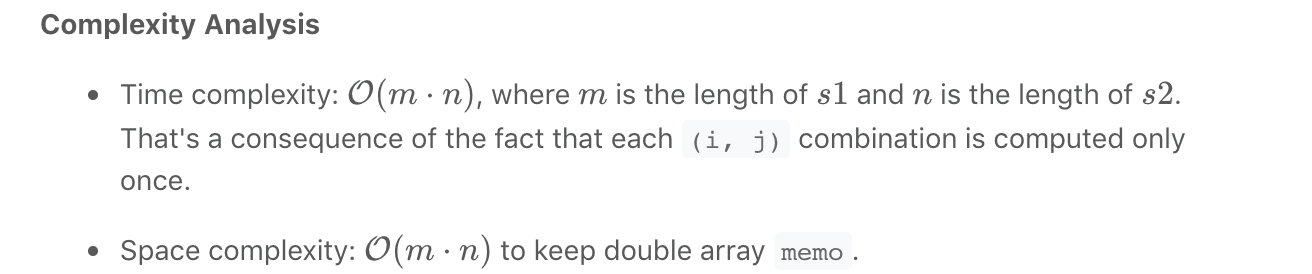 Complexity Analysis
• Time complexity: 𝒪(m · n), where m is the length of s1 and n is the length of s2.
That's a consequence of the fact that each (i, j) combination is computed only
once.
• Space complexity: 𝒪(m · n) to keep double array memo.